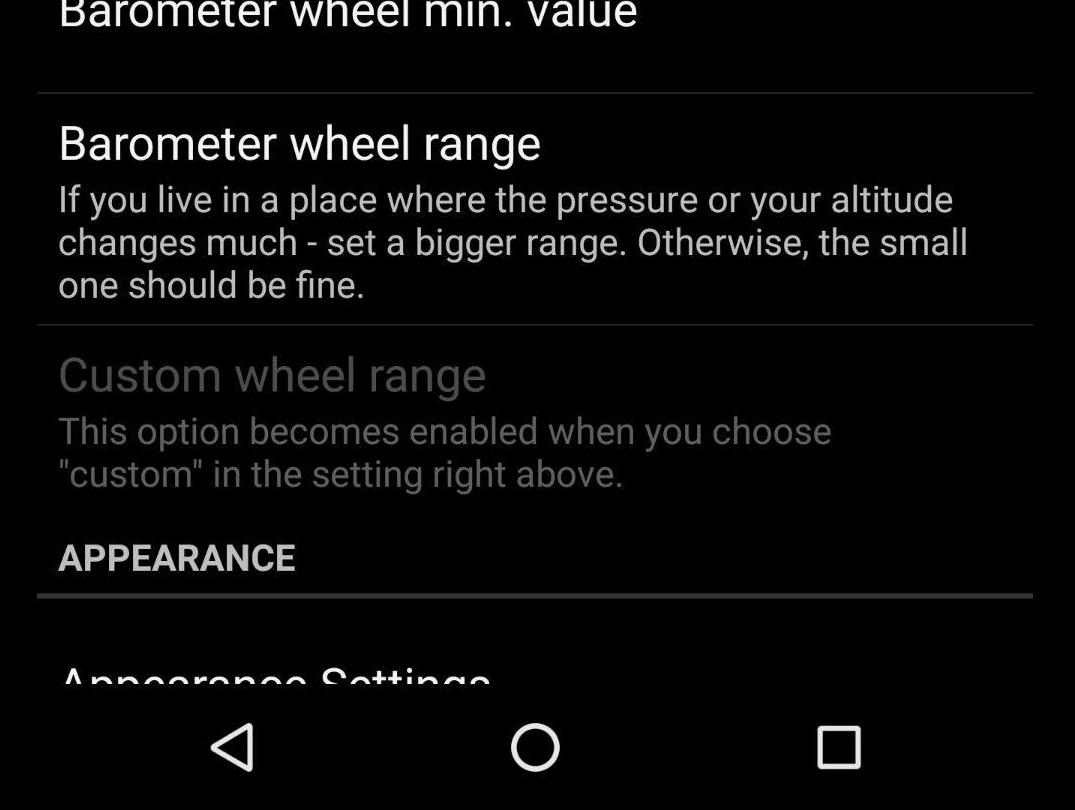 Barometer wheel min. value
Barometer wheel range
If you live in a place where the pressure or your altitude
changes much - set a bigger range. Otherwise, the small
one should be fine.
Custom wheel range
This option becomes enabled when you choose
"custom" in the setting right above.
APPEARANCE
Appearance Settings